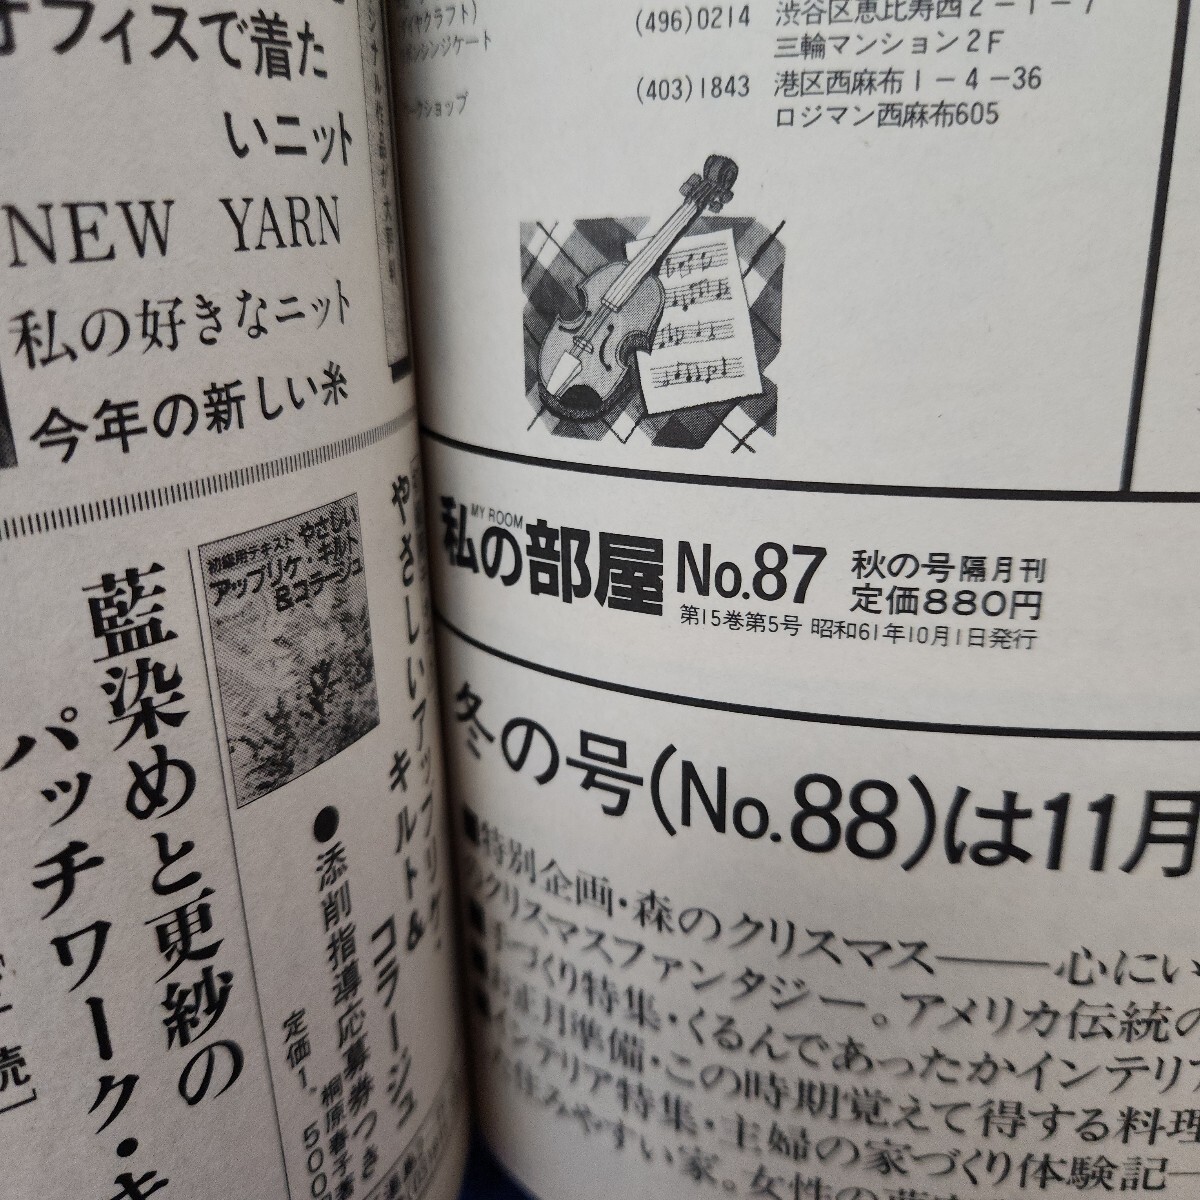 オフィスで着た
いニット
NEW YARN
私の好きなニット
今年の新しい糸
初級用テキスト やさしい
アップリケ・キルト
&コラージュ
やさしいアップリケ・
キルト&
コラージュ
●添削指導応募券つき
定価1,500
藍染めと更紗の
パッチワーク・キ
(496)0214 渋谷区恵比寿西2-1-7
三輪マンション2F
(403)1843 港区西麻布1-4-36
ロジマン西麻布605
MY ROOM
私の部屋 No.87 秋の号 隔月刊
定価880円
第15巻第5号 昭和61年10月1日発行
冬の号(No.88)は11月
■特別企画・森のクリスマス――心にい
クリスマスファンタジー。アメリカ伝統の
■手づくり特集・くるんであったかインテリア
■お正月準備・この時期覚えて得する料理
■インテリア特集・主婦の家づくり体験記―
住みやすい家。女性の